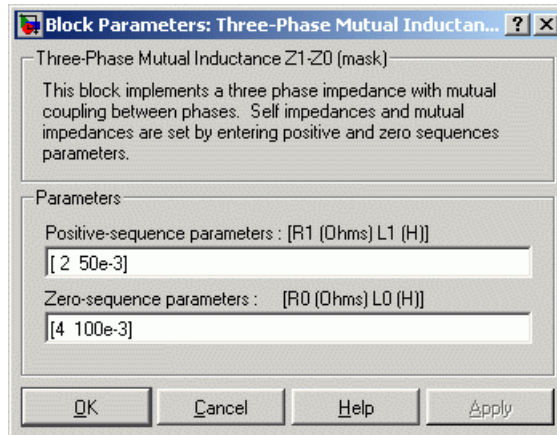 Block Parameters: Three-Phase Mutual Inductan...
Three-Phase Mutual Inductance Z1-Z0 (mask)
This block implements a three phase impedance with mutual
coupling between phases. Self impedances and mutual
impedances are set by entering positive and zero sequences
parameters.
Parameters
Positive-sequence parameters : [R1 (Ohms) L1 (H)]
[ 2 50e-3]
Zero-sequence parameters : [R0 (Ohms) L0 (H)]
[4 100e-3]
OK Cancel Help Apply